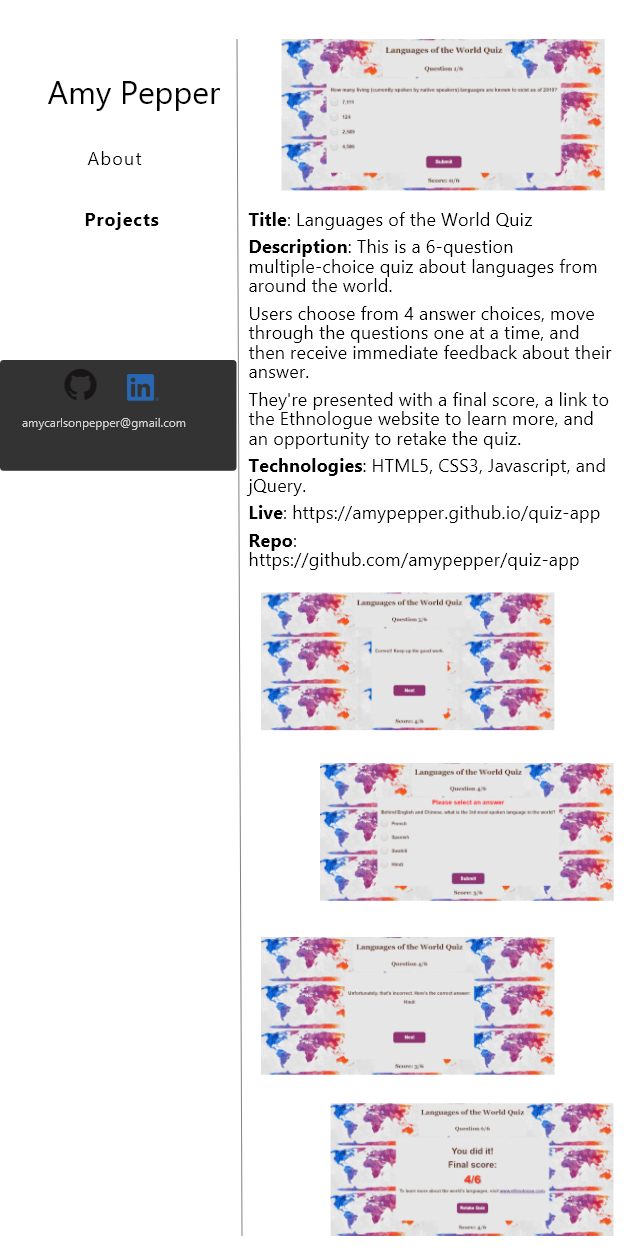 Amy Pepper
About
Projects
in
amycarlsonpepper@gmail.com
Languages of the World Quiz
Question 1/6
How many living (currently spoken by native speakers) languages are known to exist as of 2018?
7,111
124
2,489
4,386
Submit
Score: 0/6
Title: Languages of the World Quiz
Description: This is a 6-question
multiple-choice quiz about languages from
around the world.
Users choose from 4 answer choices, move
through the questions one at a time, and
then receive immediate feedback about their
answer.
They're presented with a final score, a link to
the Ethnologue website to learn more, and
an opportunity to retake the quiz.
Technologies: HTML5, CSS3, Javascript, and
jQuery.
Live: https://amypepper.github.io/quiz-app
Repo:
https://github.com/amypepper/quiz-app
Languages of the World Quiz
Question 5/6
Correct! Keep up the good work.
Next
Score: 4/6
Languages of the World Quiz
Question 4/6
Please select an answer
Behind English and Chinese, what is the 3rd most spoken language in the world?
French
Spanish
Swahili
Hindi
Submit
Score: 3/6
Languages of the World Quiz
Question 4/6
Unfortunately, that's incorrect. Here's the correct answer:
Hindi
Next
Score: 3/6
Languages of the World Quiz
Question 6/6
You did it!
Final score:
4/6
To learn more about the world's languages, visit www.ethnologue.com.
Retake Quiz
Score: 4/6